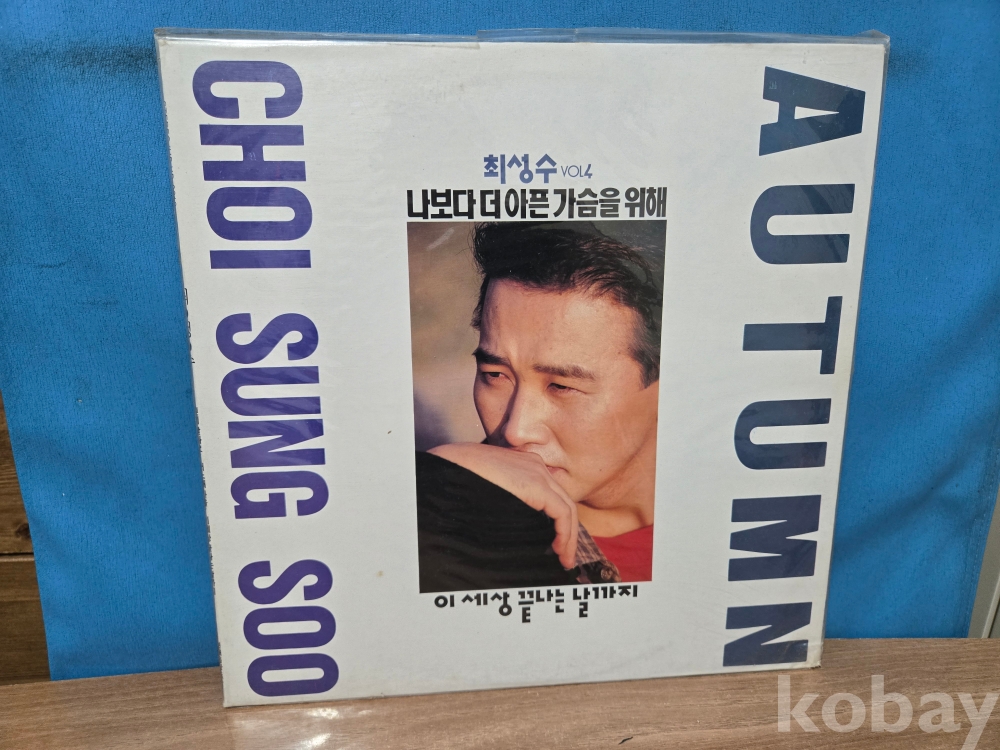 CHOI SUNG SOO
최성수 VOL4
나보다 더 아픈 가슴을 위해
이 세상 끝나는 날까지
AUTUMN
kobay